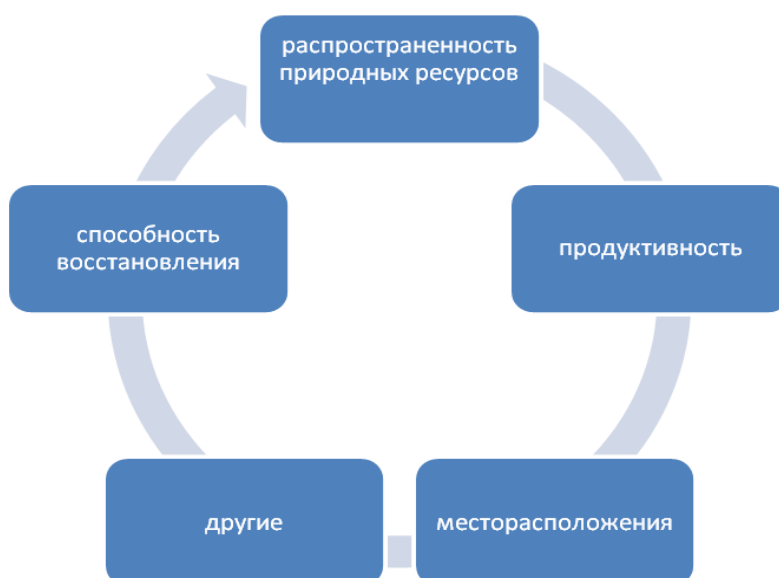 распространенность
природных ресурсов
продуктивность
месторасположения
другие
способность
восстановления